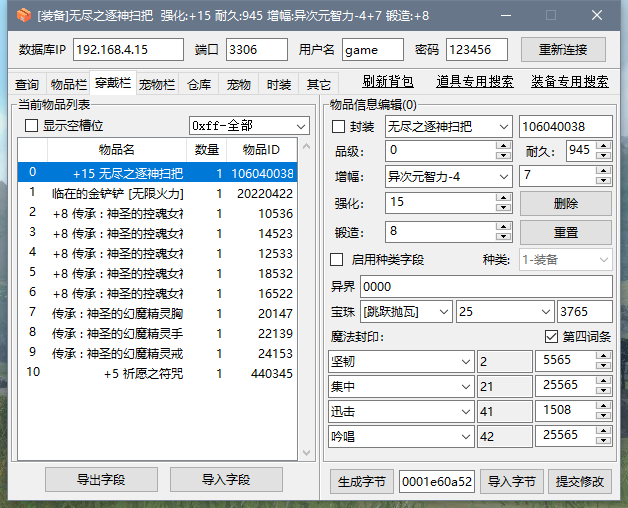 [装备]无尽之逐神扫把 强化:+15 耐久:945 增幅:异次元智力-4+7 锻造:+8
数据库IP 192.168.4.15 端口 3306 用户名 game 密码 123456 重新连接
查询 物品栏 穿戴栏 宠物栏 仓库 宠物 时装 其它 刷新背包 道具专用搜索 装备专用搜索
当前物品列表
显示空槽位 0xff-全部
物品名 数量 物品ID
0 +15 无尽之逐神扫把 1 106040038
1 临在的金铲铲 [无限火力] 1 20220422
2 +8 传承:神圣的控魂女神 1 10536
3 +8 传承:神圣的控魂女神 1 14523
4 +8 传承:神圣的控魂女神 1 12533
5 +8 传承:神圣的控魂女神 1 18532
6 +8 传承:神圣的控魂女神 1 16522
7 传承:神圣的幻魔精灵胸 1 20147
8 传承:神圣的幻魔精灵手 1 22139
9 传承:神圣的幻魔精灵戒 1 24153
10 +5 祈愿之符咒 1 440345
导出字段 导入字段
物品信息编辑(0)
封装 无尽之逐神扫把 106040038
品级: 0 耐久: 945
增幅: 异次元智力-4 7
强化: 15 删除
锻造: 8 重置
启用种类字段 种类: 1-装备
异界 0000
宝珠 [跳跃抛瓦] 25 3765
魔法封印: 第四词条
坚韧 2 5565
集中 21 25565
迅击 41 1508
吟唱 42 25565
生成字节 0001e60a52 导入字节 提交修改